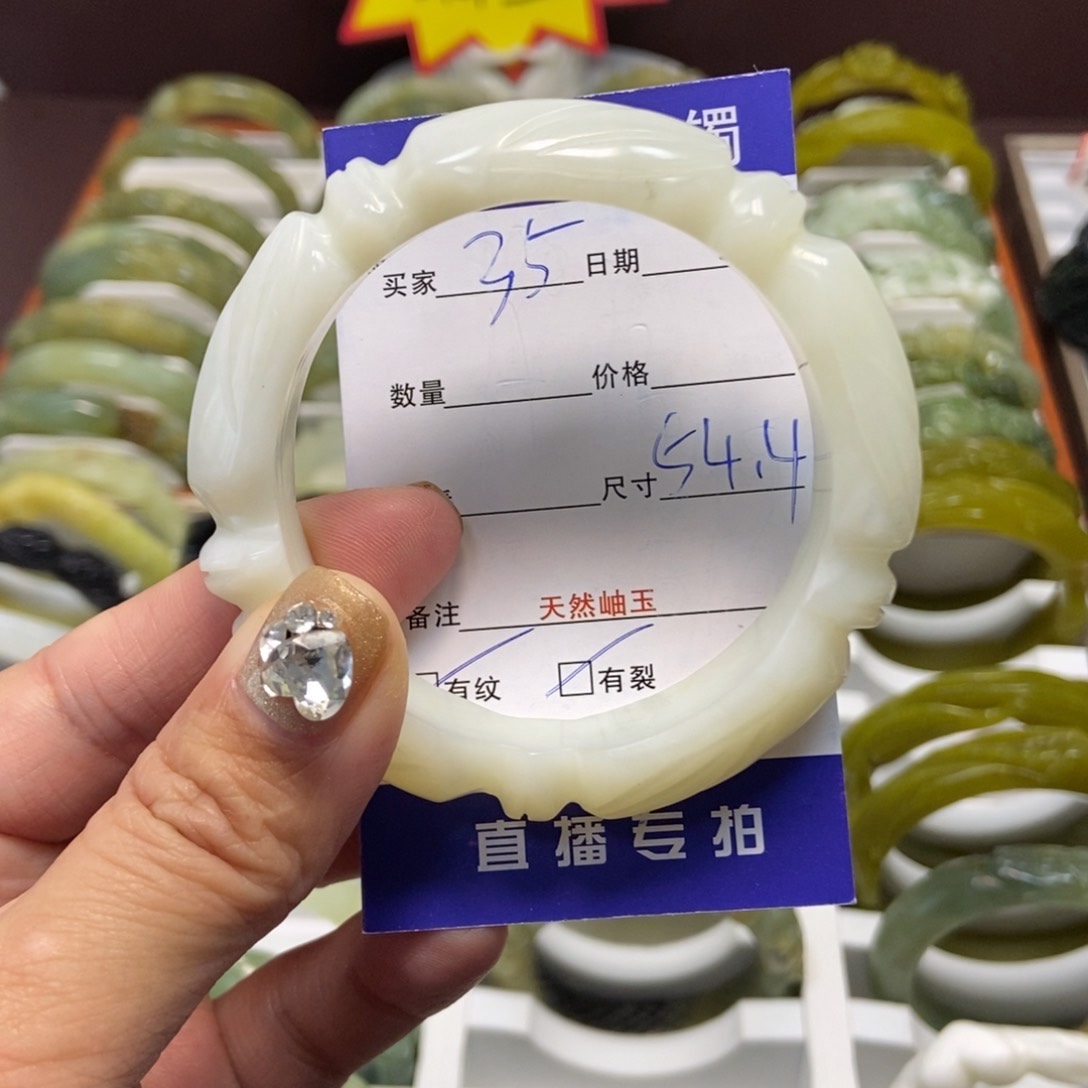 镯
买家 35 日期
数量 价格
尺寸 54.4
备注 天然岫玉
有纹 有裂
直播专拍